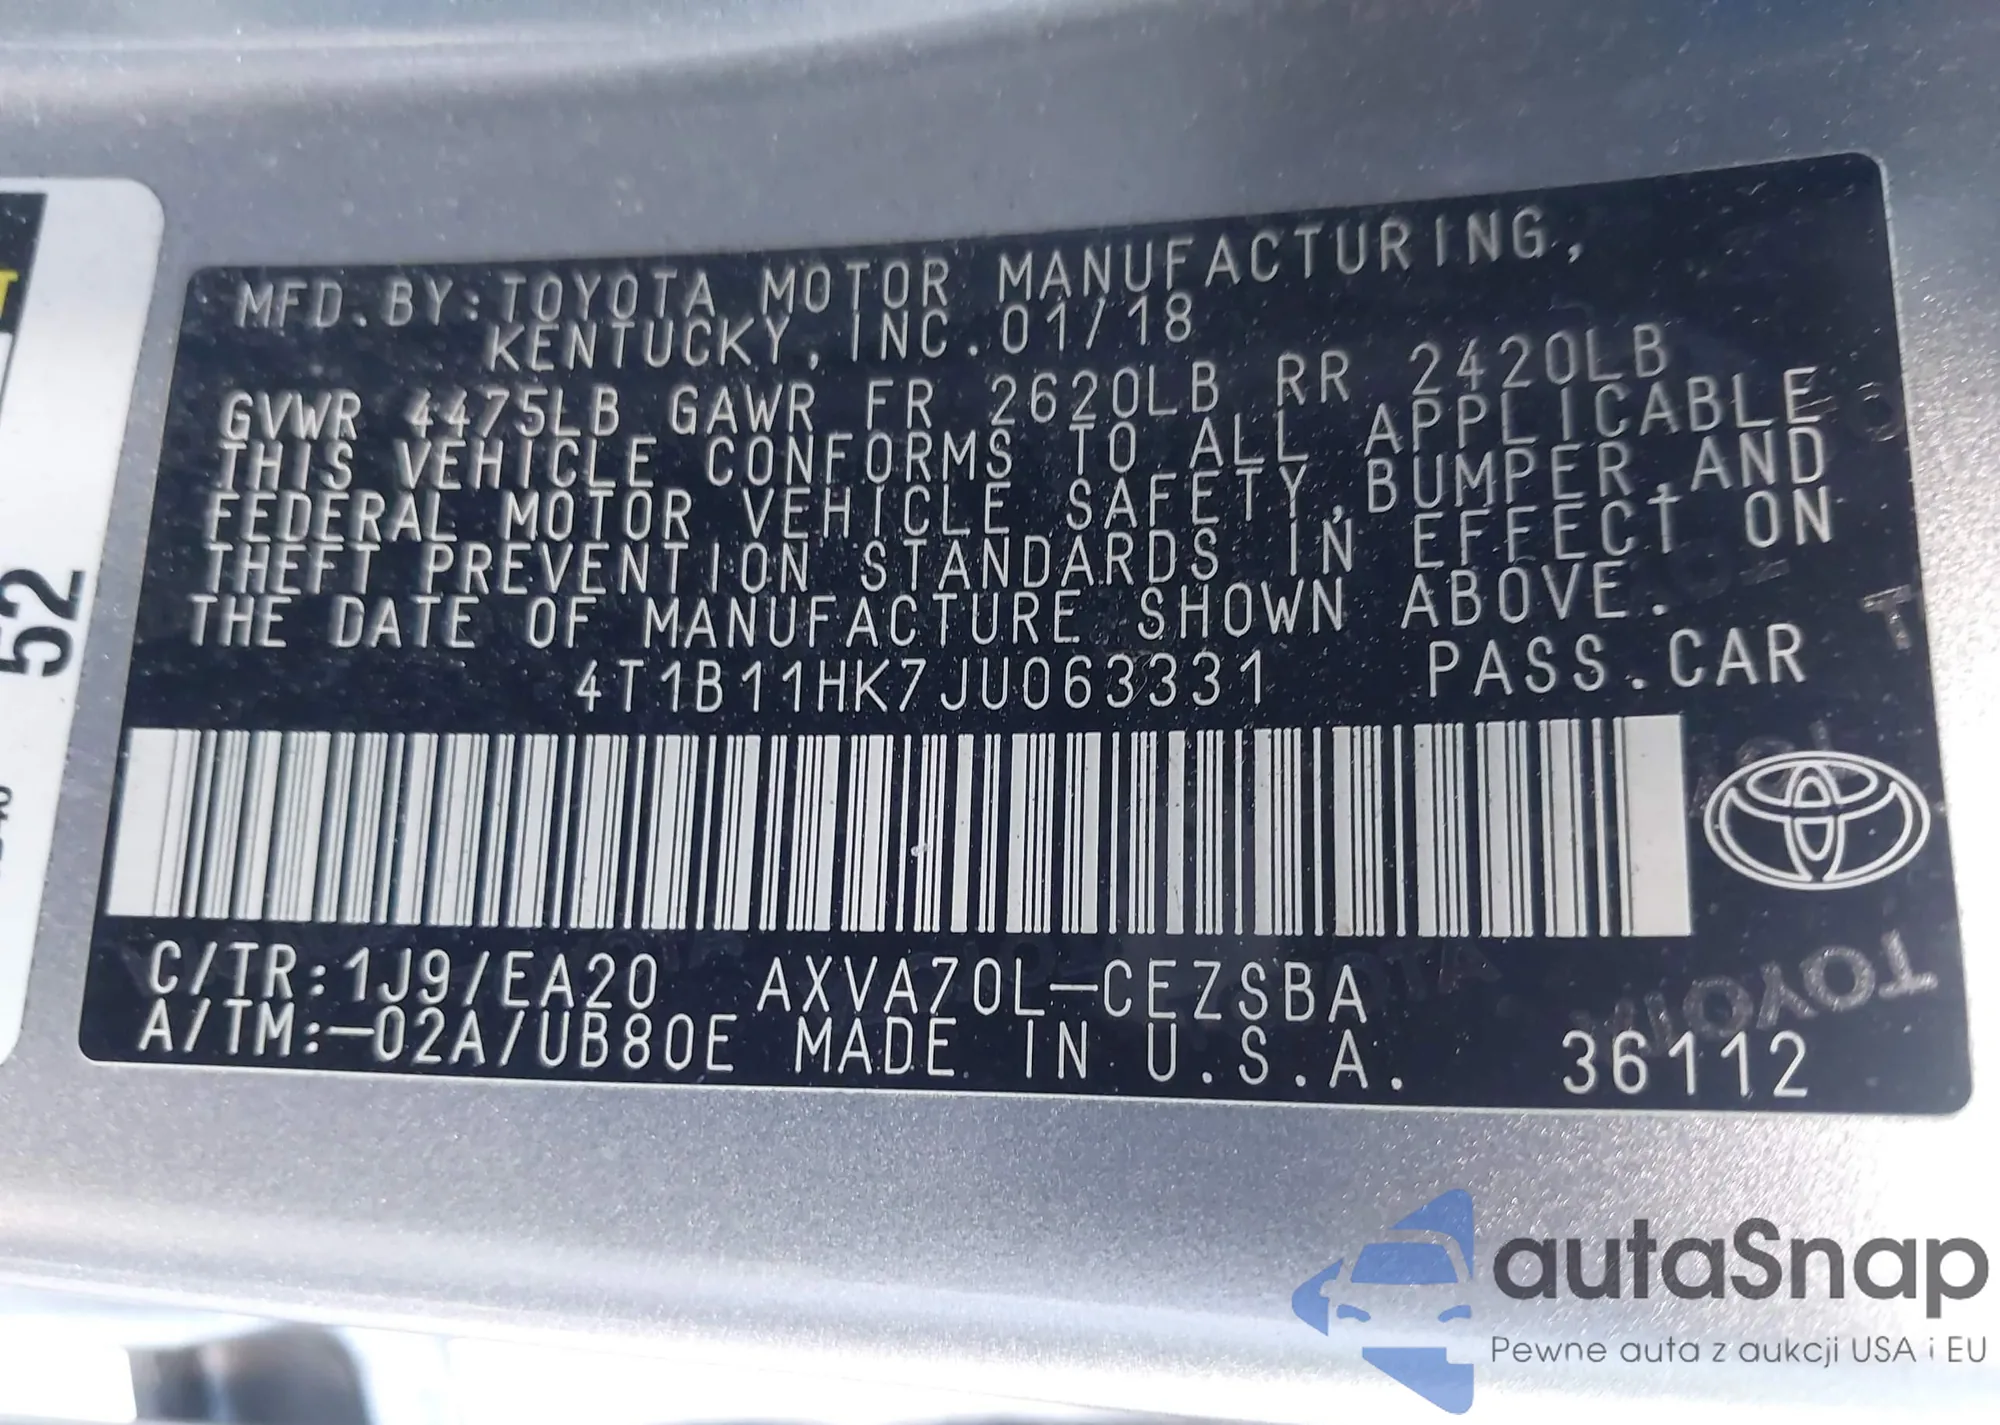 MFD. BY: TOYOTA MOTOR MANUFACTURING,
KENTUCKY, INC. 01/18
GVWR 4475LB GAWR FR 2620LB RR 2420LB
THIS VEHICLE CONFORMS TO ALL APPLICABLE
FEDERAL MOTOR VEHICLE SAFETY, BUMPER, AND
THEFT PREVENTION STANDARDS IN EFFECT ON
THE DATE OF MANUFACTURE SHOWN ABOVE.
4T1B11HK7JU063331 PASS. CAR
C/TR: 1J9/EA20 AXVA70L-CEZSBA
A/TM:-02A/UB80E MADE IN U.S.A. 36112
TOYOTA
52
autaSnap
Pewne auta z aukcji USA i EU